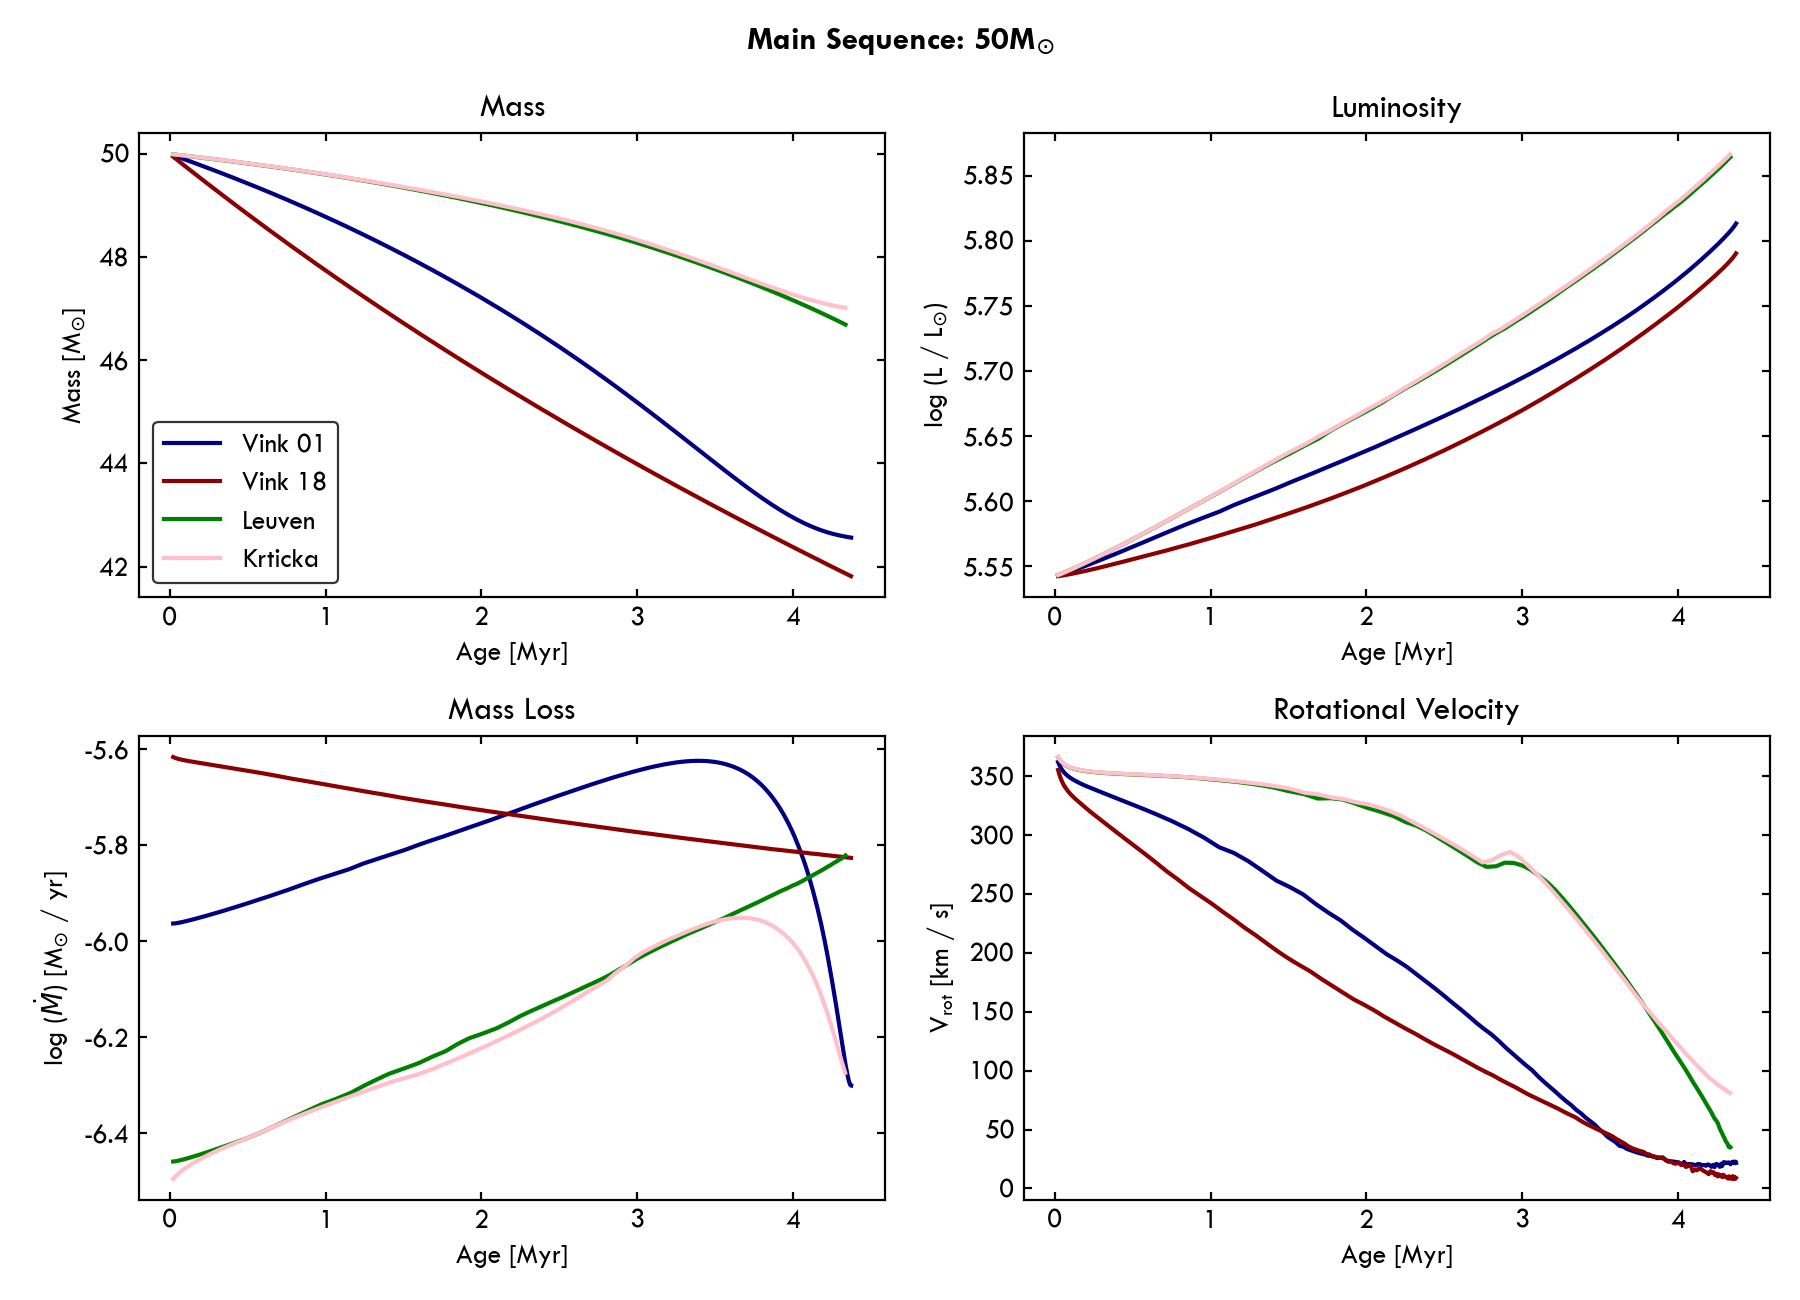 Main Sequence: 50M☉
Mass
Mass [M☉]
50
48
46
44
42
Vink 01
Vink 18
Leuven
Krticka
0 1 2 3 4
Age [Myr]
Luminosity
log (L / L☉)
5.85
5.80
5.75
5.70
5.65
5.60
5.55
0 1 2 3 4
Age [Myr]
Mass Loss
log (Ṁ) [M☉ / yr]
-5.6
-5.8
-6.0
-6.2
-6.4
0 1 2 3 4
Age [Myr]
Rotational Velocity
Vrot [km / s]
350
300
250
200
150
100
50
0
0 1 2 3 4
Age [Myr]